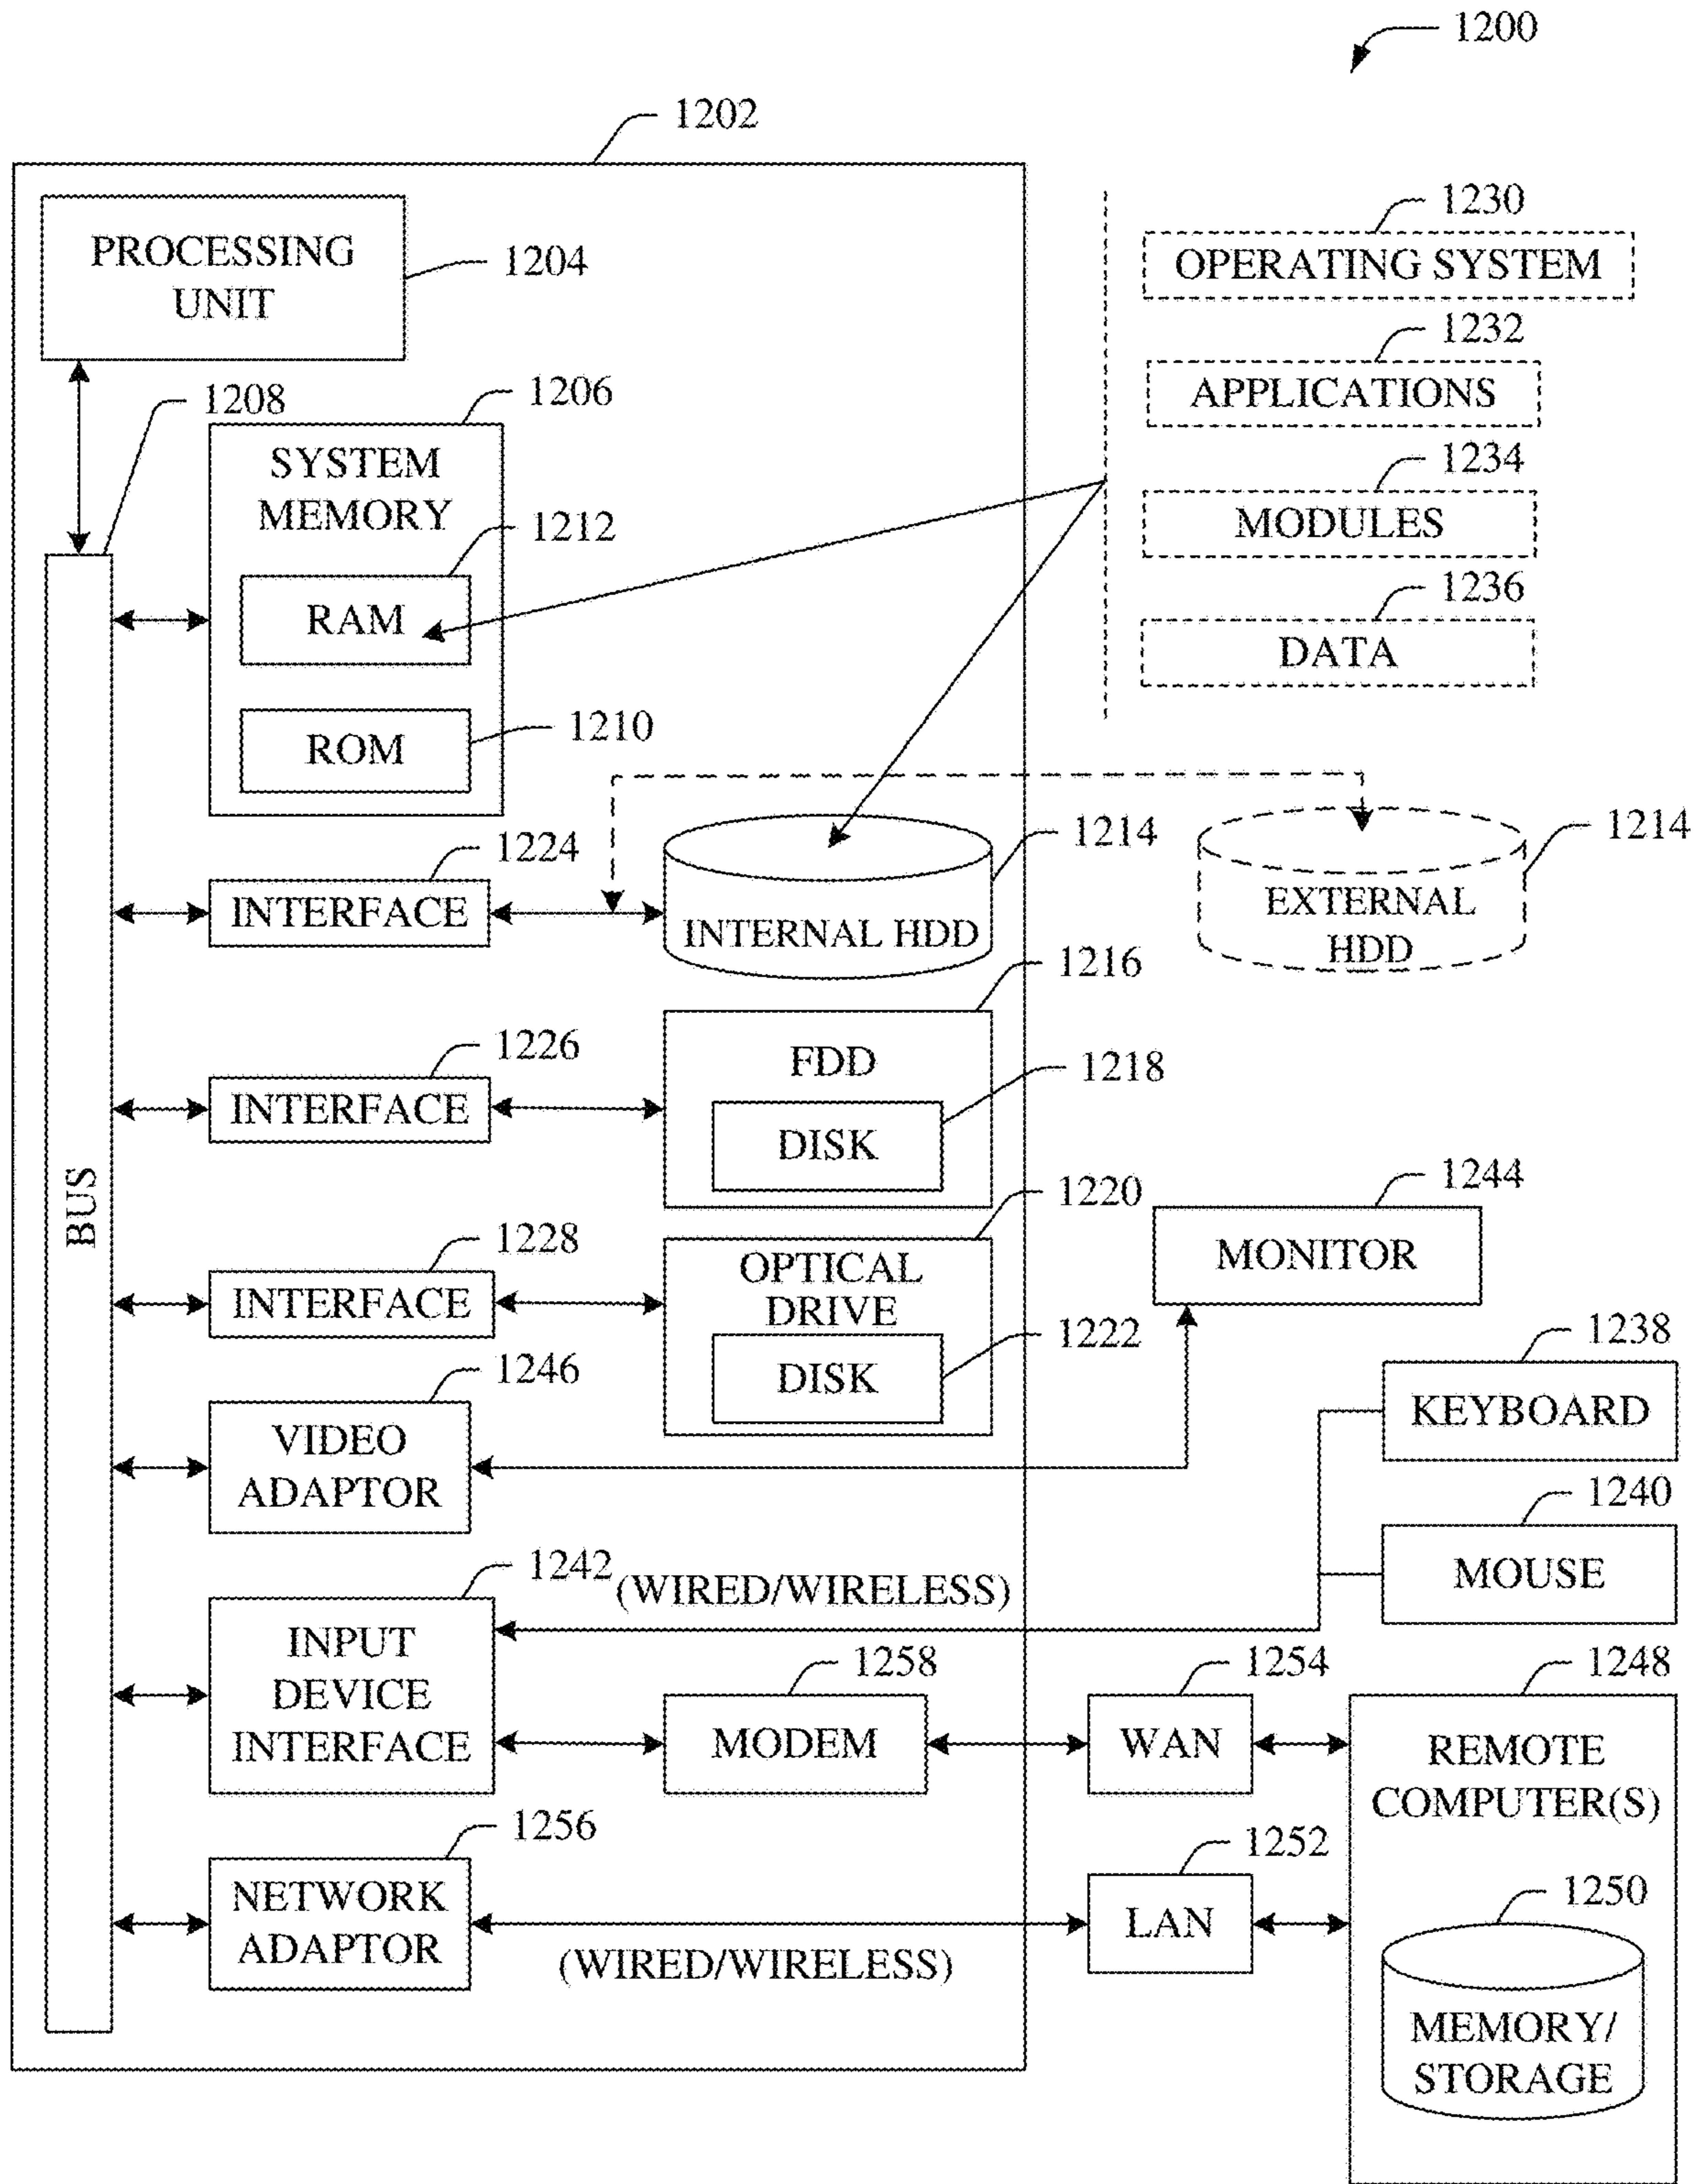 1200
1202
PROCESSING
UNIT
1204
1230
OPERATING SYSTEM
1232
APPLICATIONS
1234
MODULES
1236
DATA
1208
1206
SYSTEM
MEMORY
1212
RAM
1210
ROM
1224
INTERFACE
1214
INTERNAL HDD
1214
EXTERNAL
HDD
1226
INTERFACE
1216
FDD
1218
DISK
BUS
1228
INTERFACE
1220
OPTICAL
DRIVE
1222
DISK
1244
MONITOR
1246
VIDEO
ADAPTOR
1238
KEYBOARD
1240
MOUSE
1242
(WIRED/WIRELESS)
INPUT
DEVICE
INTERFACE
1258
MODEM
1254
WAN
1248
REMOTE
COMPUTER(S)
1256
NETWORK
ADAPTOR
(WIRED/WIRELESS)
1252
LAN
1250
MEMORY/
STORAGE